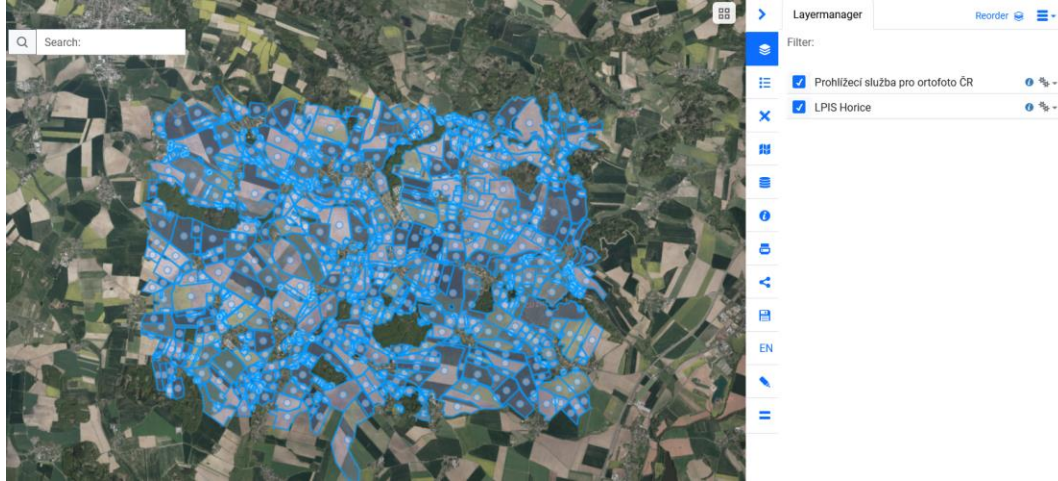 Search:
Layermanager
Reorder
Filter:
Prohlížecí služba pro ortofoto ČR
LPIS Horice
EN